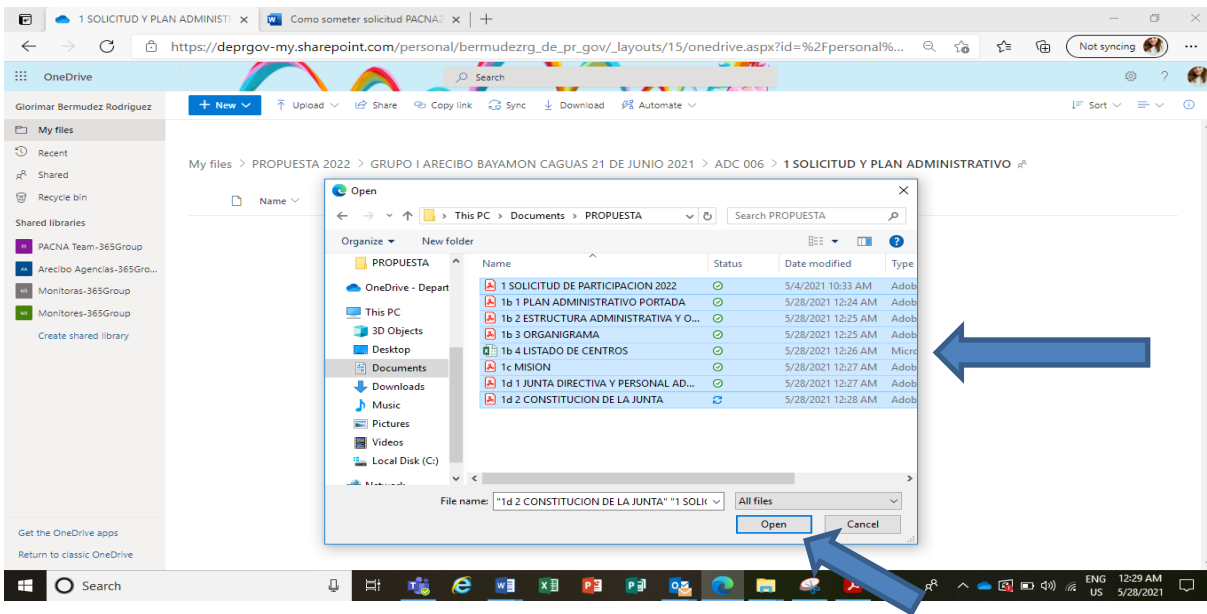 1 SOLICITUD Y PLAN ADMINIST
Como someter solicitud PACNA2
https://deprgov-my.sharepoint.com/personal/bermudezrg_de_pr_gov/_layouts/15/onedrive.aspx?id=%2Fpersonal%...
Not syncing
OneDrive
Search
Glorimar Bermudez Rodriguez
+ New
Upload
Share
Copy link
Sync
Download
Automate
Sort
My files
Recent
Shared
Recycle bin
Shared libraries
PACNA Team-365Group
Arecibo Agencias-365Gro...
Monitoras-365Group
Monitores-365Group
Create shared library
Get the OneDrive apps
Return to classic OneDrive
My files > PROPUESTA 2022 > GRUPO I ARECIBO BAYAMON CAGUAS 21 DE JUNIO 2021 > ADC 006 > 1 SOLICITUD Y PLAN ADMINISTRATIVO
Name
Open
This PC > Documents > PROPUESTA
Search PROPUESTA
Organize
New folder
PROPUESTA
OneDrive - Depart
This PC
3D Objects
Desktop
Documents
Downloads
Music
Pictures
Videos
Local Disk (C:)
Network
Name Status Date modified Type
1 SOLICITUD DE PARTICIPACION 2022 5/4/2021 10:33 AM Adob
1b 1 PLAN ADMINISTRATIVO PORTADA 5/28/2021 12:24 AM Adob
1b 2 ESTRUCTURA ADMINISTRATIVA Y O... 5/28/2021 12:25 AM Adob
1b 3 ORGANIGRAMA 5/28/2021 12:25 AM Adob
1b 4 LISTADO DE CENTROS 5/28/2021 12:26 AM Micro
1c MISION 5/28/2021 12:27 AM Adob
1d 1 JUNTA DIRECTIVA Y PERSONAL AD... 5/28/2021 12:27 AM Adob
1d 2 CONSTITUCION DE LA JUNTA 5/28/2021 12:28 AM Adob
File name: "1d 2 CONSTITUCION DE LA JUNTA" "1 SOLI
All files
Open
Cancel
Search
ENG
US
12:29 AM
5/28/2021